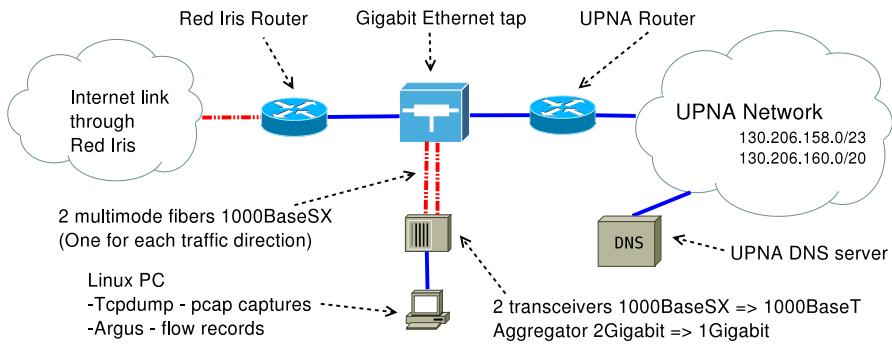 Red Iris Router
Gigabit Ethernet tap
UPNA Router
Internet link
through
Red Iris
UPNA Network
130.206.158.0/23
130.206.160.0/20
2 multimode fibers 1000BaseSX
(One for each traffic direction)
DNS
UPNA DNS server
Linux PC
-Tcpdump - pcap captures
-Argus - flow records
2 transceivers 1000BaseSX => 1000BaseT
Aggregator 2Gigabit => 1Gigabit